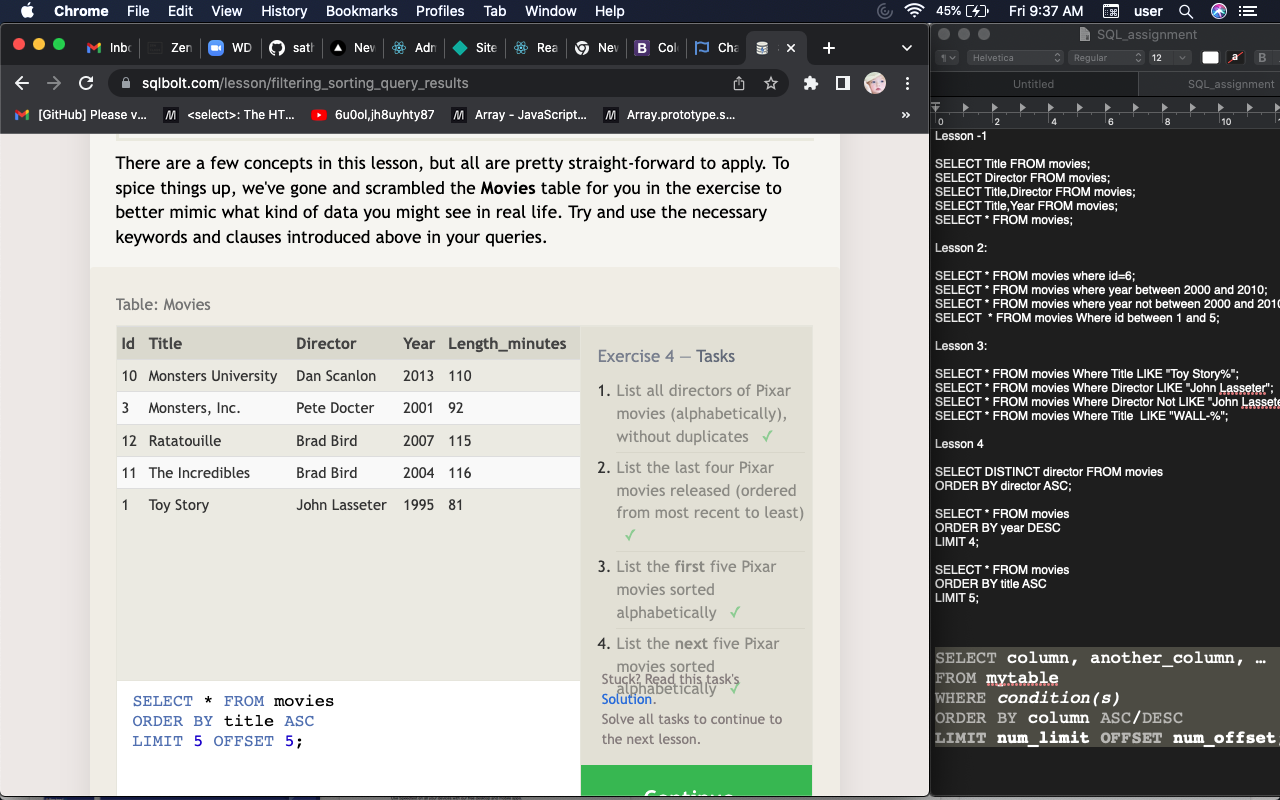 Chrome File Edit View History Bookmarks Profiles Tab Window Help 45% Fri 9:37 AM user
Inbo Zen WD sath Nev Adn Site Rea Nev Col Cha
sqlbolt.com/lesson/filtering_sorting_query_results
[GitHub] Please v... <select>: The HT... 6u0ol,jh8uyhty87 Array - JavaScript... Array.prototype.s... »
There are a few concepts in this lesson, but all are pretty straight-forward to apply. To
spice things up, we've gone and scrambled the Movies table for you in the exercise to
better mimic what kind of data you might see in real life. Try and use the necessary
keywords and clauses introduced above in your queries.
Table: Movies
Id Title Director Year Length_minutes
10 Monsters University Dan Scanlon 2013 110
3 Monsters, Inc. Pete Docter 2001 92
12 Ratatouille Brad Bird 2007 115
11 The Incredibles Brad Bird 2004 116
1 Toy Story John Lasseter 1995 81
SELECT * FROM movies
ORDER BY title ASC
LIMIT 5 OFFSET 5;
Exercise 4 — Tasks
1. List all directors of Pixar
movies (alphabetically),
without duplicates ✓
2. List the last four Pixar
movies released (ordered
from most recent to least)
✓
3. List the first five Pixar
movies sorted
alphabetically ✓
4. List the next five Pixar
movies sorted
alphabetically ✓
Stuck? Read this task's
Solution.
Solve all tasks to continue to
the next lesson.
Continue
SQL_assignment
Helvetica Regular 12 a B
Untitled SQL_assignment
0 2 4 6 8 10 12
Lesson -1
SELECT Title FROM movies;
SELECT Director FROM movies;
SELECT Title,Director FROM movies;
SELECT Title,Year FROM movies;
SELECT * FROM movies;
Lesson 2:
SELECT * FROM movies where id=6;
SELECT * FROM movies where year between 2000 and 2010;
SELECT * FROM movies where year not between 2000 and 2010
SELECT * FROM movies Where id between 1 and 5;
Lesson 3:
SELECT * FROM movies Where Title LIKE "Toy Story%";
SELECT * FROM movies Where Director LIKE "John Lasseter";
SELECT * FROM movies Where Director Not LIKE "John Lassete
SELECT * FROM movies Where Title LIKE "WALL-%";
Lesson 4
SELECT DISTINCT director FROM movies
ORDER BY director ASC;
SELECT * FROM movies
ORDER BY year DESC
LIMIT 4;
SELECT * FROM movies
ORDER BY title ASC
LIMIT 5;
SELECT column, another_column, …
FROM mytable
WHERE condition(s)
ORDER BY column ASC/DESC
LIMIT num_limit OFFSET num_offset;